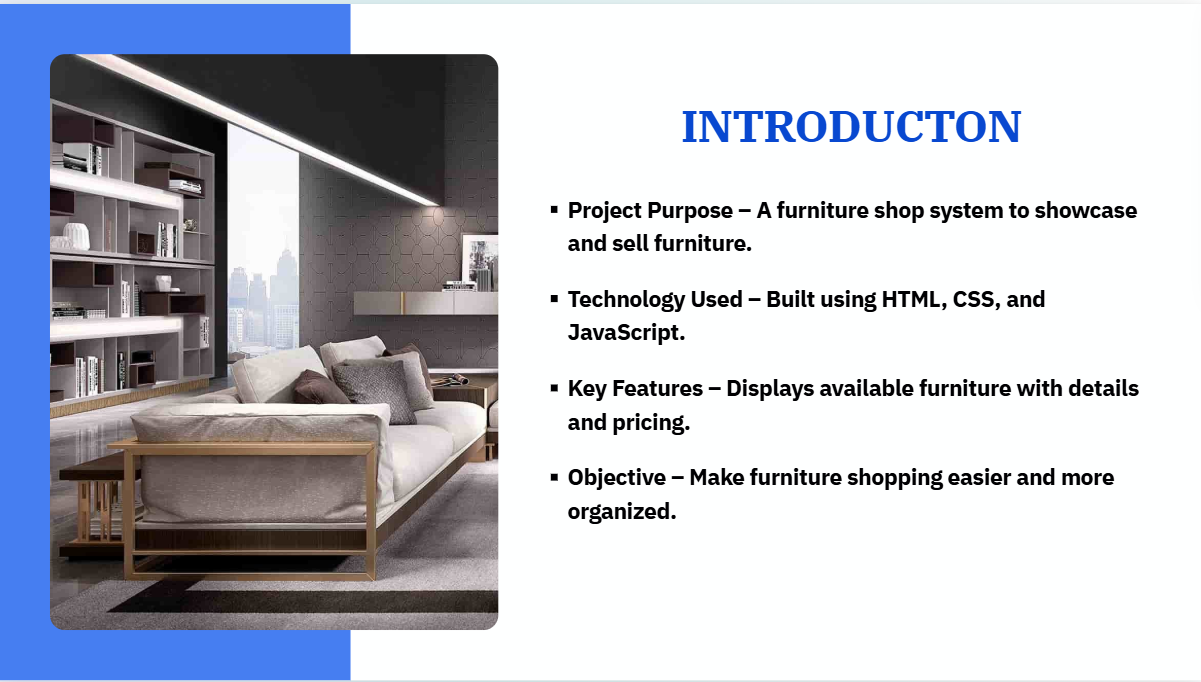 INTRODUCTON
▪ Project Purpose – A furniture shop system to showcase
and sell furniture.
▪ Technology Used – Built using HTML, CSS, and
JavaScript.
▪ Key Features – Displays available furniture with details
and pricing.
▪ Objective – Make furniture shopping easier and more
organized.